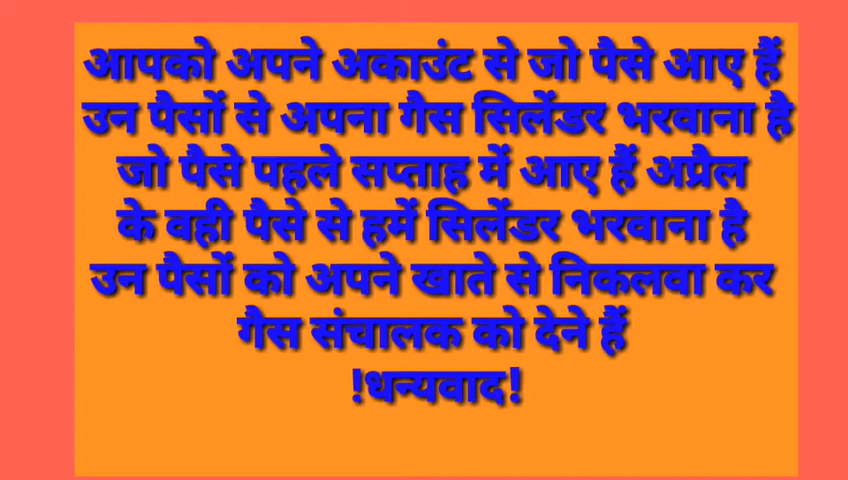 आपको अपने अकाउंट से जो पैसे आए हैं
उन पैसों से अपना गैस सिलेंडर भरवाना है
जो पैसे पहले सप्ताह में आए हैं अप्रैल
के वही पैसे से हमें सिलेंडर भरवाना है
उन पैसों को अपने खाते से निकलवा कर
गैस संचालक को देने हैं
!धन्यवाद!